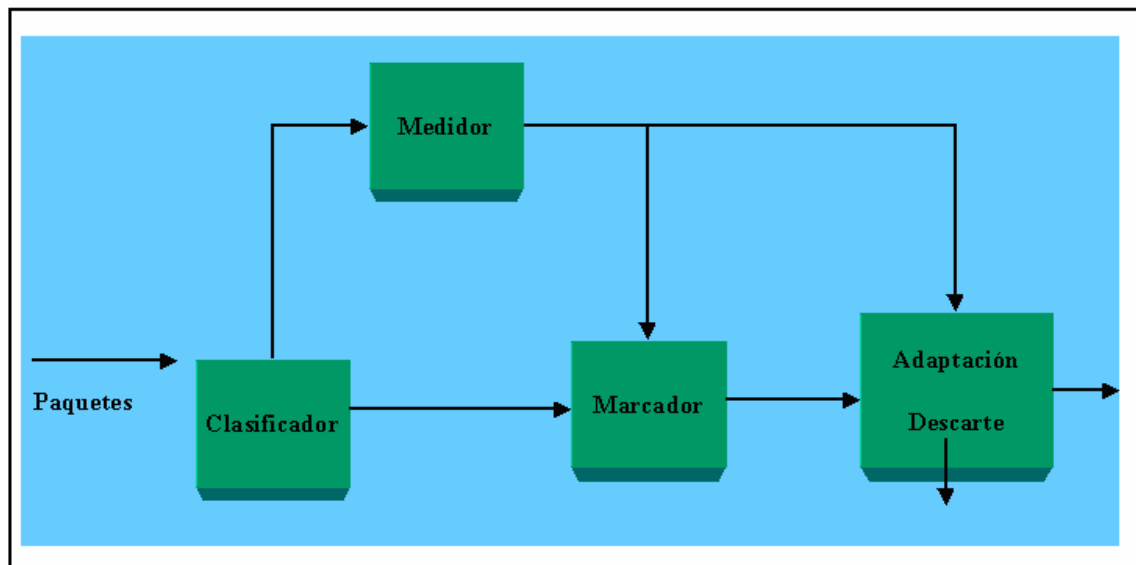 Medidor
Paquetes
Clasificador
Marcador
Adaptación
Descarte